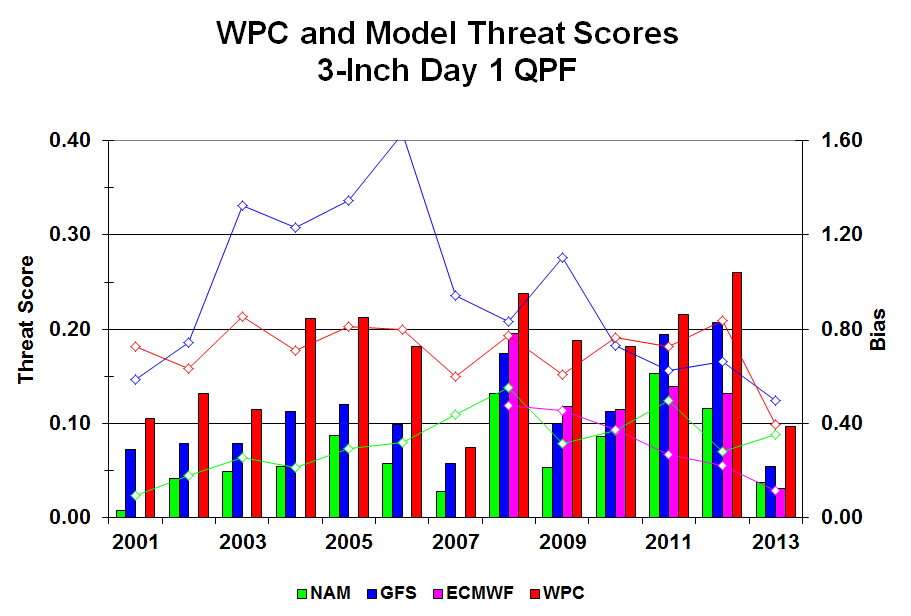 WPC and Model Threat Scores
3-Inch Day 1 QPF
0.40
1.60
0.30
1.20
Threat Score
0.20
0.80
Bias
0.10
0.40
0.00
0.00
2001 2003 2005 2007 2009 2011 2013
NAM GFS ECMWF WPC